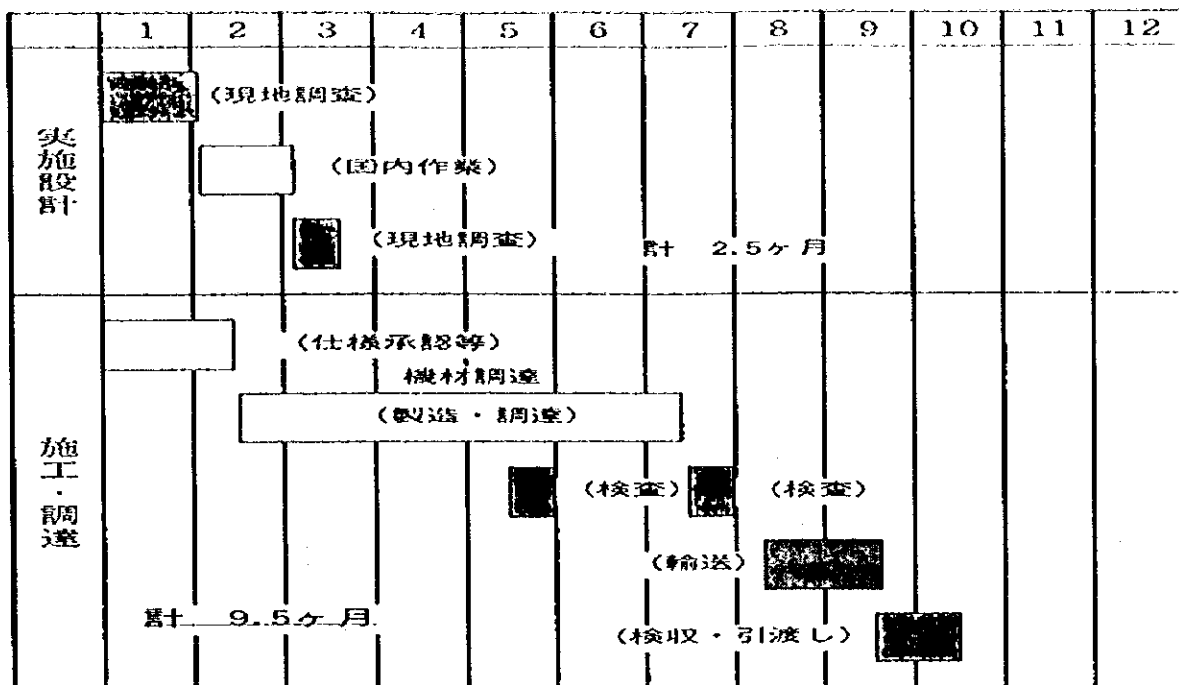 1 2 3 4 5 6 7 8 9 10 11 12
実施設計
(現地調査)
(国内作業)
(現地調査)
計 2.5ヶ月
施工・調達
(仕様承認等)
機材調達
(製造・調達)
(検査)
(検査)
(輸送)
計 9.5ヶ月
(検収・引渡し)